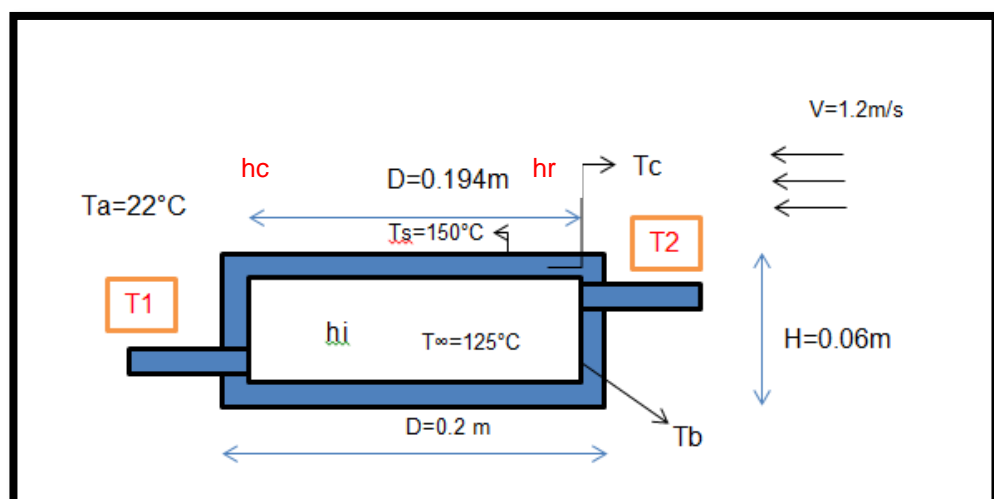 V=1.2m/s
hc
hr
Tc
D=0.194m
Ta=22°C
Ts=150°C
T2
T1
hi
T∞=125°C
H=0.06m
D=0.2 m
Tb